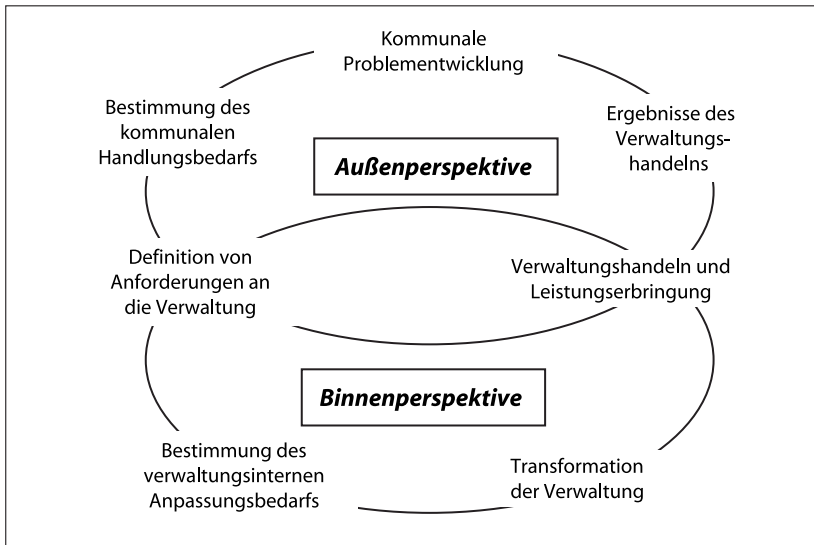 Kommunale
Problementwicklung
Bestimmung des
kommunalen
Handlungsbedarfs
Ergebnisse des
Verwaltungs-
handelns
Außenperspektive
Definition von
Anforderungen an
die Verwaltung
Verwaltungshandeln und
Leistungserbringung
Binnenperspektive
Bestimmung des
verwaltungsinternen
Anpassungsbedarfs
Transformation
der Verwaltung